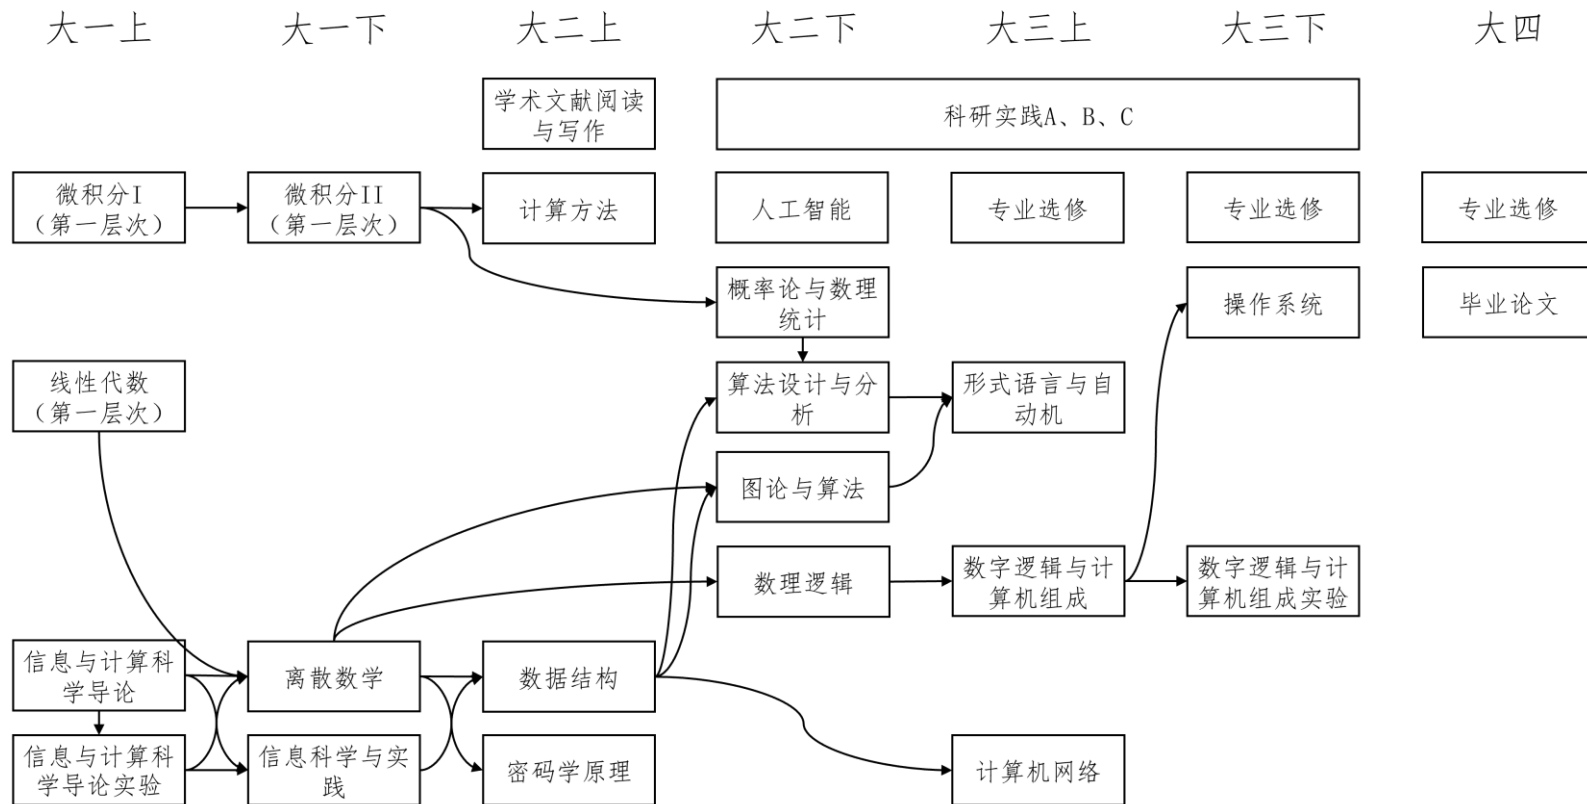 大一上
大一下
大二上
大二下
大三上
大三下
大四
学术文献阅读
与写作
科研实践A、B、C
微积分I
（第一层次）
微积分II
（第一层次）
计算方法
人工智能
专业选修
专业选修
专业选修
概率论与数理
统计
操作系统
毕业论文
线性代数
（第一层次）
算法设计与分
析
形式语言与自
动机
图论与算法
数理逻辑
数字逻辑与计
算机组成
数字逻辑与计
算机组成实验
信息与计算科
学导论
离散数学
数据结构
信息与计算科
学导论实验
信息科学与实
践
密码学原理
计算机网络